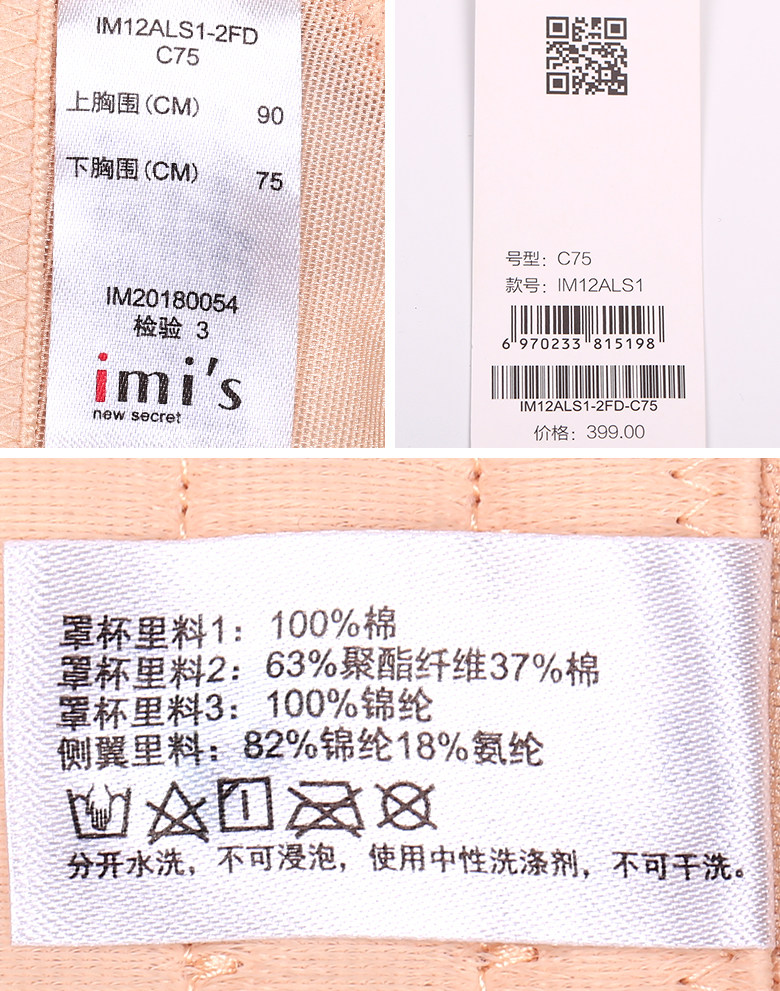 IM12ALS1-2FD
C75
上胸围(CM) 90
下胸围(CM) 75
IM20180054
检验 3
imi's
new secret
号型：C75
款号：IM12ALS1
6 970233 815198
IM12ALS1-2FD-C75
价格：399.00
罩杯里料1：100%棉
罩杯里料2：63%聚酯纤维37%棉
罩杯里料3：100%锦纶
侧翼里料：82%锦纶18%氨纶
分开水洗，不可浸泡，使用中性洗涤剂，不可干洗。